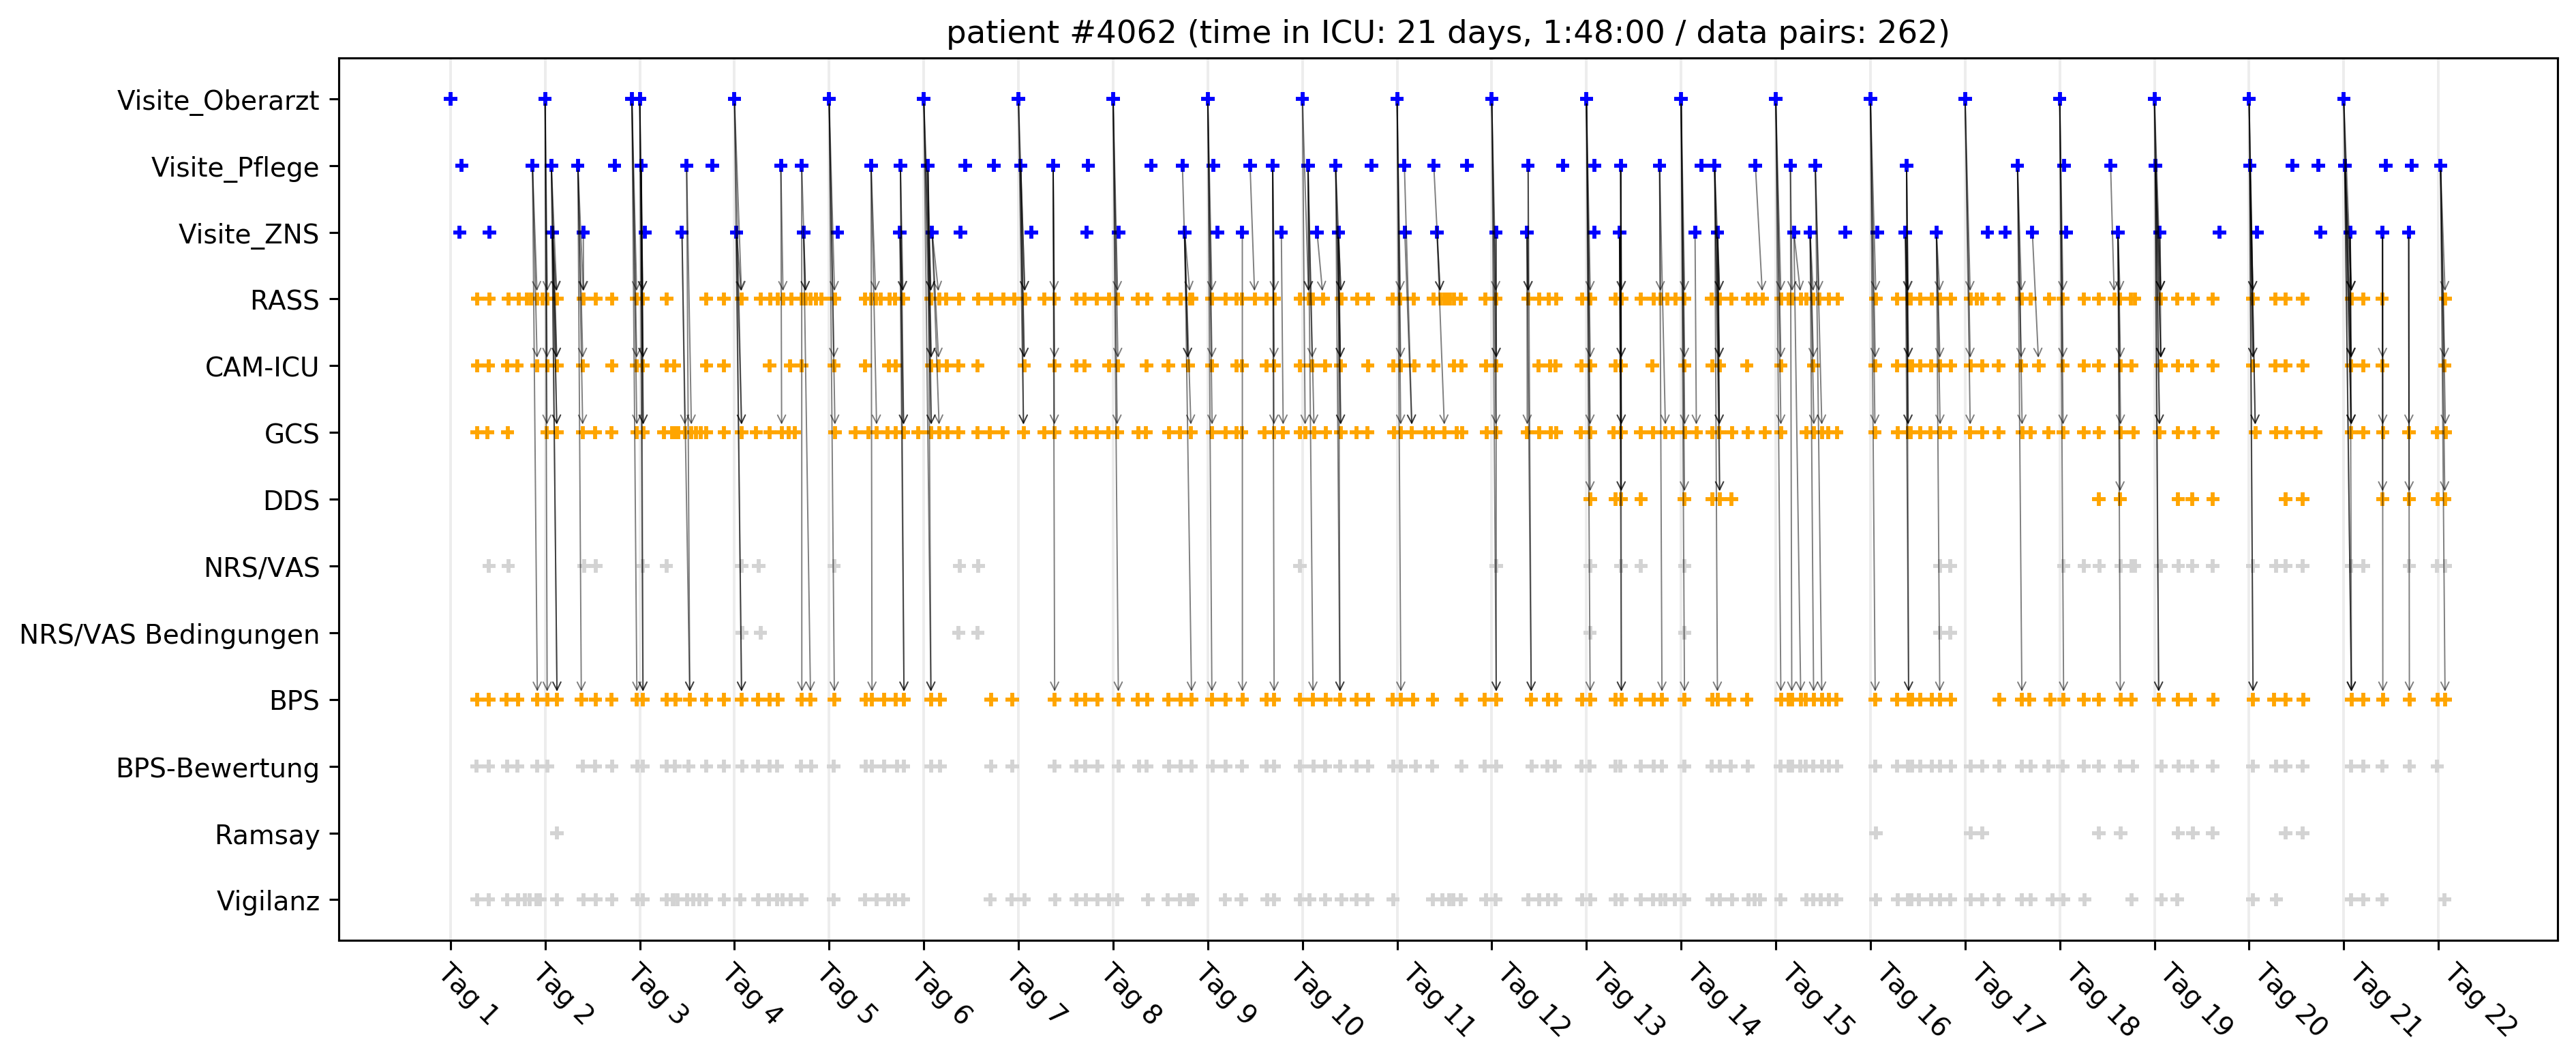 patient #4062 (time in ICU: 21 days, 1:48:00 / data pairs: 262)
Visite_Oberarzt
Visite_Pflege
Visite_ZNS
RASS
CAM-ICU
GCS
DDS
NRS/VAS
NRS/VAS Bedingungen
BPS
BPS-Bewertung
Ramsay
Vigilanz
Tag 1
Tag 2
Tag 3
Tag 4
Tag 5
Tag 6
Tag 7
Tag 8
Tag 9
Tag 10
Tag 11
Tag 12
Tag 13
Tag 14
Tag 15
Tag 16
Tag 17
Tag 18
Tag 19
Tag 20
Tag 21
Tag 22